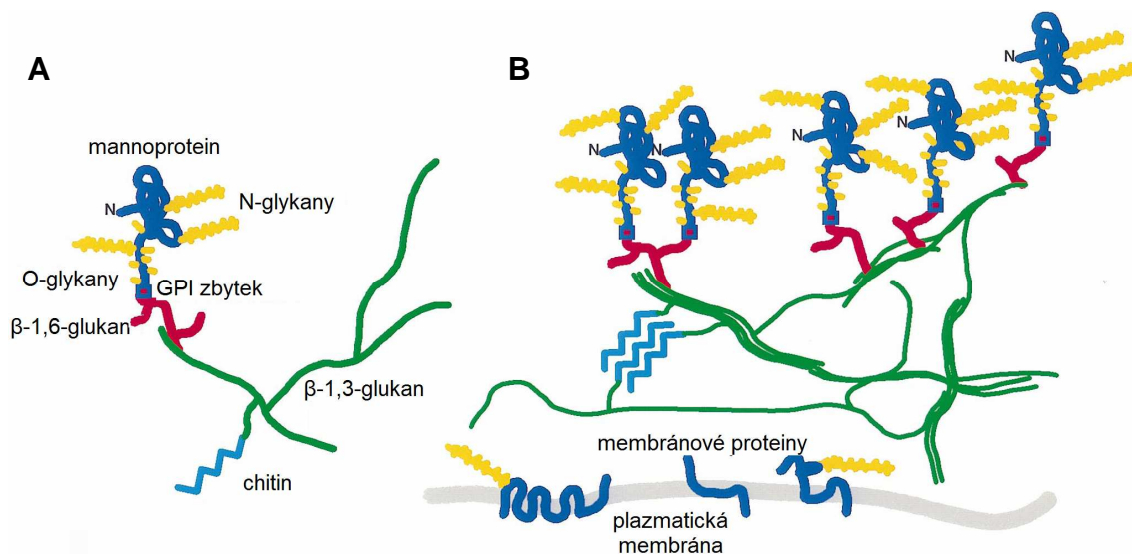 A
mannoprotein
N
N-glykany
O-glykany
GPI zbytek
β-1,6-glukan
β-1,3-glukan
chitin
B
N
N
N
N
N
membránové proteiny
plazmatická
membrána